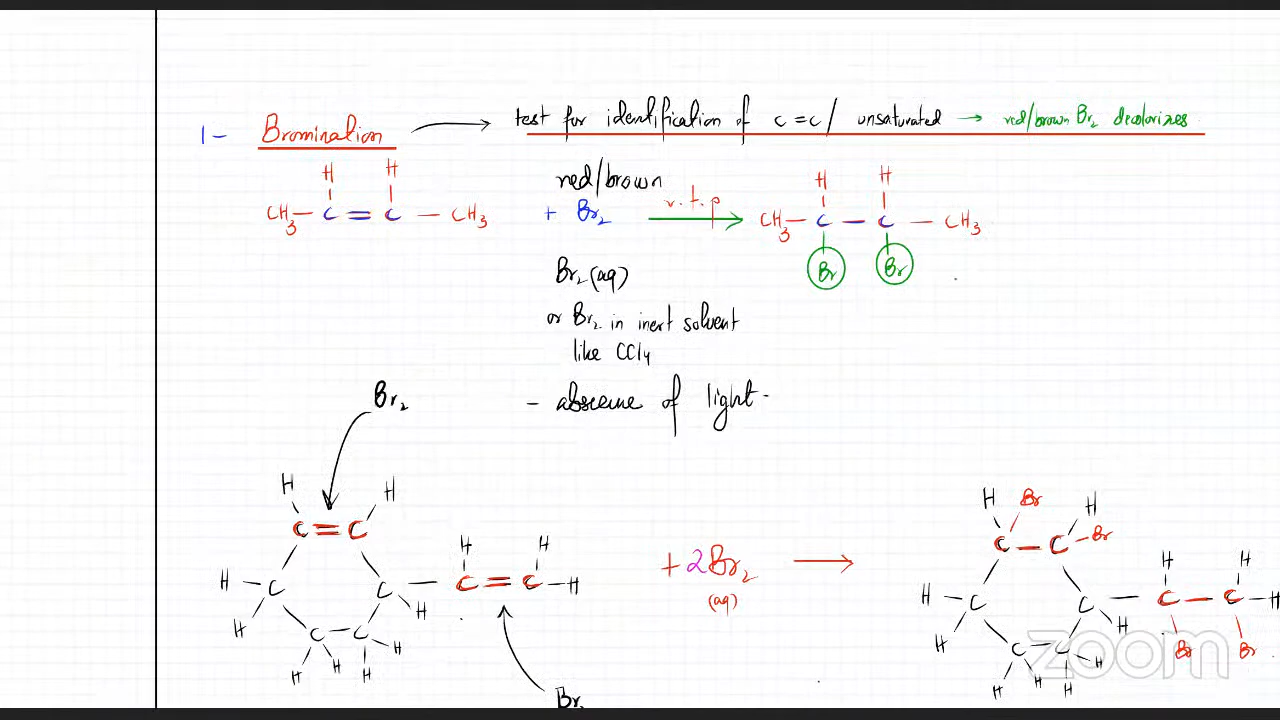 1- Bromination → test for identification of C=C / unsaturated → red/brown Br2 decolorizes
H H red/brown H H
CH3 — C = C — CH3 + Br2 r.t.p CH3 — C — C — CH3
Br2 (aq) Br Br
or Br2 in inert solvent
like CCl4
Br2 - absence of light -
H H H Br H
C = C C — C — Br
H H H H
H — C C — C = C — H + 2Br2 → H — C C — C — C — H
(aq)
H C — C H H C — C H Br Br
H H H H H H H H
zoom
Br